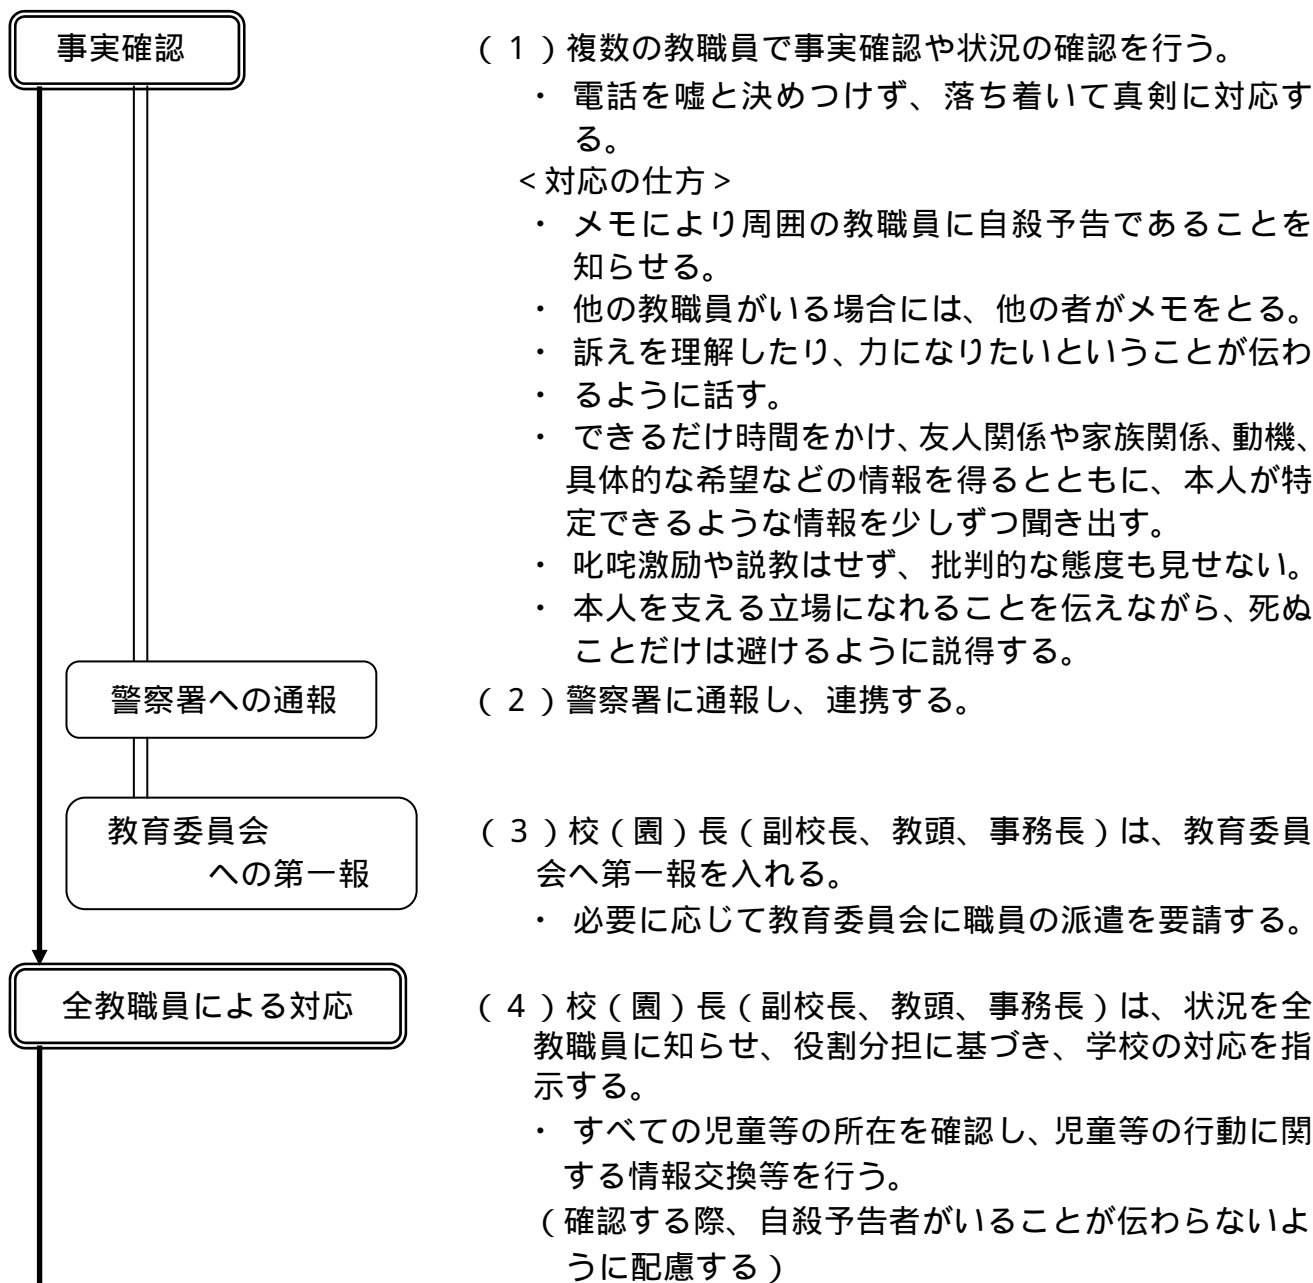 事実確認
(1)複数の教職員で事実確認や状況の確認を行う。
・ 電話を嘘と決めつけず、落ち着いて真剣に対応す
る。
<対応の仕方>
・ メモにより周囲の教職員に自殺予告であることを
知らせる。
・ 他の教職員がいる場合には、他の者がメモをとる。
・ 訴えを理解したり、力になりたいということが伝わ
・ るように話す。
・ できるだけ時間をかけ、友人関係や家族関係、動機、
具体的な希望などの情報を得るとともに、本人が特
定できるような情報を少しずつ聞き出す。
・ 叱咤激励や説教はせず、批判的な態度も見せない。
・ 本人を支える立場になれることを伝えながら、死ぬ
ことだけは避けるように説得する。
警察署への通報
(2)警察署に通報し、連携する。
教育委員会
への第一報
(3)校(園)長(副校長、教頭、事務長)は、教育委員
会へ第一報を入れる。
・ 必要に応じて教育委員会に職員の派遣を要請する。
全教職員による対応
(4)校(園)長(副校長、教頭、事務長)は、状況を全
教職員に知らせ、役割分担に基づき、学校の対応を指
示する。
・ すべての児童等の所在を確認し、児童等の行動に関
する情報交換等を行う。
(確認する際、自殺予告者がいることが伝わらないよ
うに配慮する)